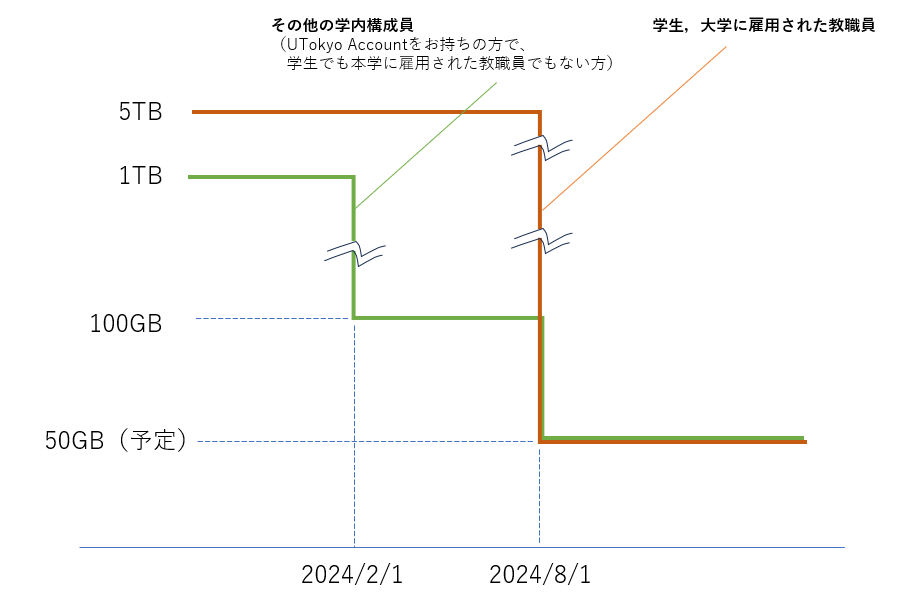 その他の学内構成員
（UTokyo Accountをお持ちの方で、
学生でも本学に雇用された教職員でもない方）
学生，大学に雇用された教職員
5TB
1TB
100GB
50GB（予定）
2024/2/1
2024/8/1